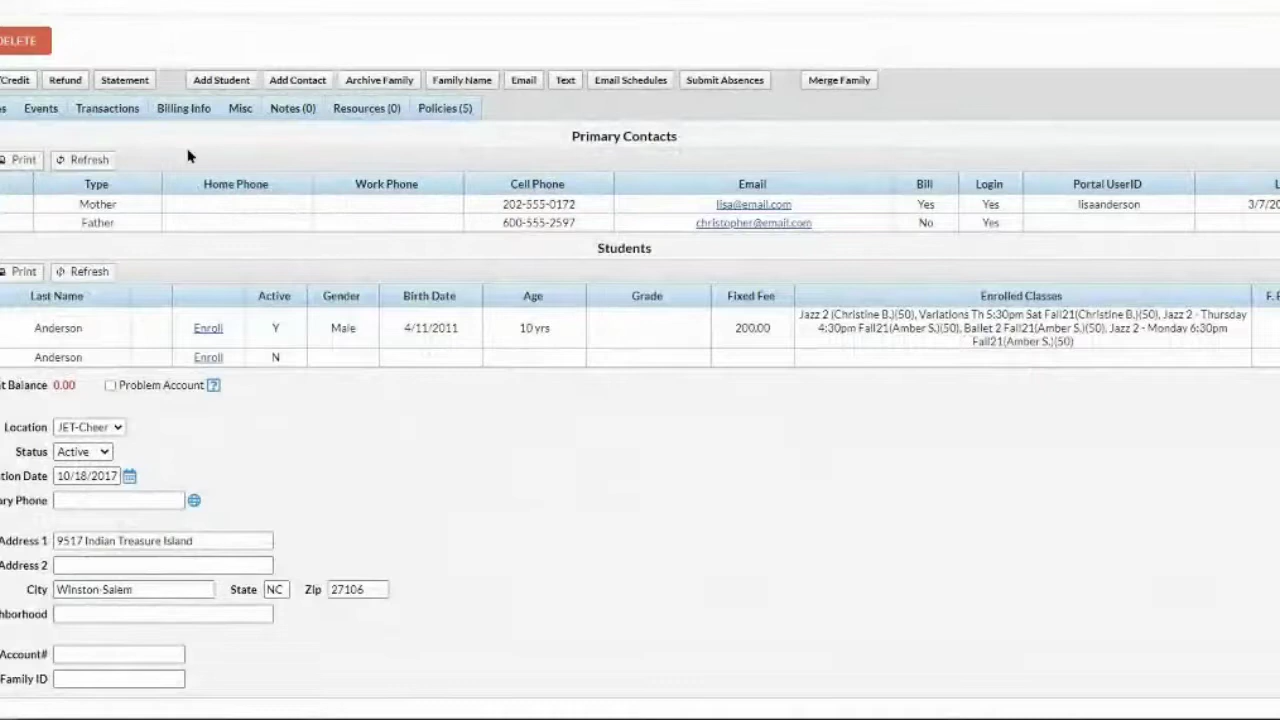 DELETE
/Credit Refund Statement Add Student Add Contact Archive Family Family Name Email Text Email Schedules Submit Absences Merge Family
Events Transactions Billing Info Misc Notes (0) Resources (0) Policies (5)
Primary Contacts
Print Refresh
Type Home Phone Work Phone Cell Phone Email Bill Login Portal UserID L
Mother 202-555-0172 lisa@email.com Yes Yes lisaanderson 3/7/20
Father 600-555-2597 christopher@email.com No Yes
Students
Print Refresh
Last Name Active Gender Birth Date Age Grade Fixed Fee Enrolled Classes F.
Anderson Enroll Y Male 4/11/2011 10 yrs 200.00 Jazz 2 (Christine B.)(50), Variations Th 5:30pm Sat Fall21(Christine B.)(50), Jazz 2 - Thursday
4:30pm Fall21(Amber S.)(50), Ballet 2 Fall21(Amber S.)(50), Jazz 2 - Monday 6:30pm
Fall21(Amber S.)(50)
Anderson Enroll N
t Balance 0.00 Problem Account ?
Location JET-Cheer
Status Active
tion Date 10/18/2017
ary Phone
Address 1 9517 Indian Treasure Island
Address 2
City Winston-Salem State NC Zip 27106
hborhood
Account#
Family ID